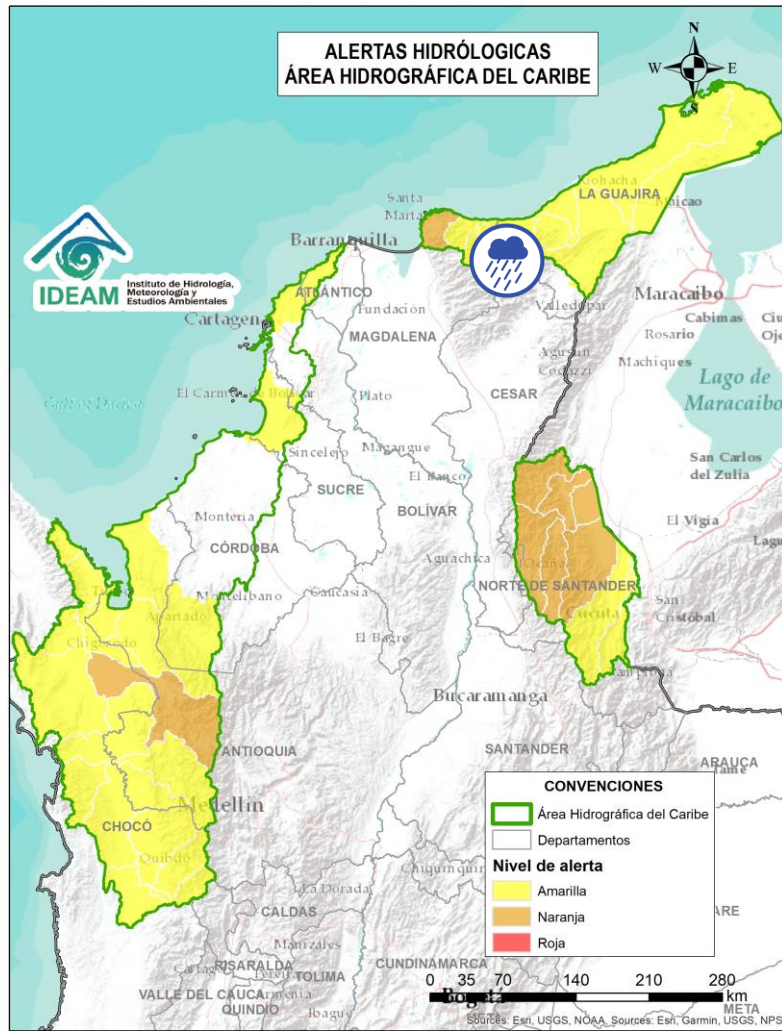 ALERTAS HIDRÓLOGICAS
ÁREA HIDROGRÁFICA DEL CARIBE
N
W
E
S
IDEAM
Instituto de Hidrología,
Meteorología y
Estudios Ambientales
Riohacha
LA GUAJIRA
Maicao
Santa
Marta
Barranquilla
ATLÁNTICO
Cartagen
Fundación
MAGDALENA
Valledupar
Maracaibo
Cabimas
Rosario
Machiques
Agustín
Codazzi
CESAR
Lago de
Maracaibo
El Carmen de Bolívar
Plato
Sincelejo
Magangue
SUCRE
El Banco
BOLÍVAR
San Carlos
del Zulia
El Vigía
Montería
CÓRDOBA
Aguachica
Ocaña
NORTE DE SANTANDER
Montelibano
Caucasia
Apartadó
El Bagre
Cúcuta
San
Cristóbal
Chigorodó
Bucaramanga
ANTIOQUIA
SANTANDER
ARAUCA
Medellín
CHOCÓ
Quibdó
La Dorada
CALDAS
Manizales
RISARALDA
TOLIMA
CUNDINAMARCA
VALLE DEL CAUCA
Armenia
QUINDÍO
Ibagu
Bogotá
META
CONVENCIONES
Área Hidrográfica del Caribe
Departamentos
Nivel de alerta
Amarilla
Naranja
Roja
0 35 70 140 210 280
km
Sources: Esri, USGS, NOAA, Sources: Esri, Garmin, USGS, NPS